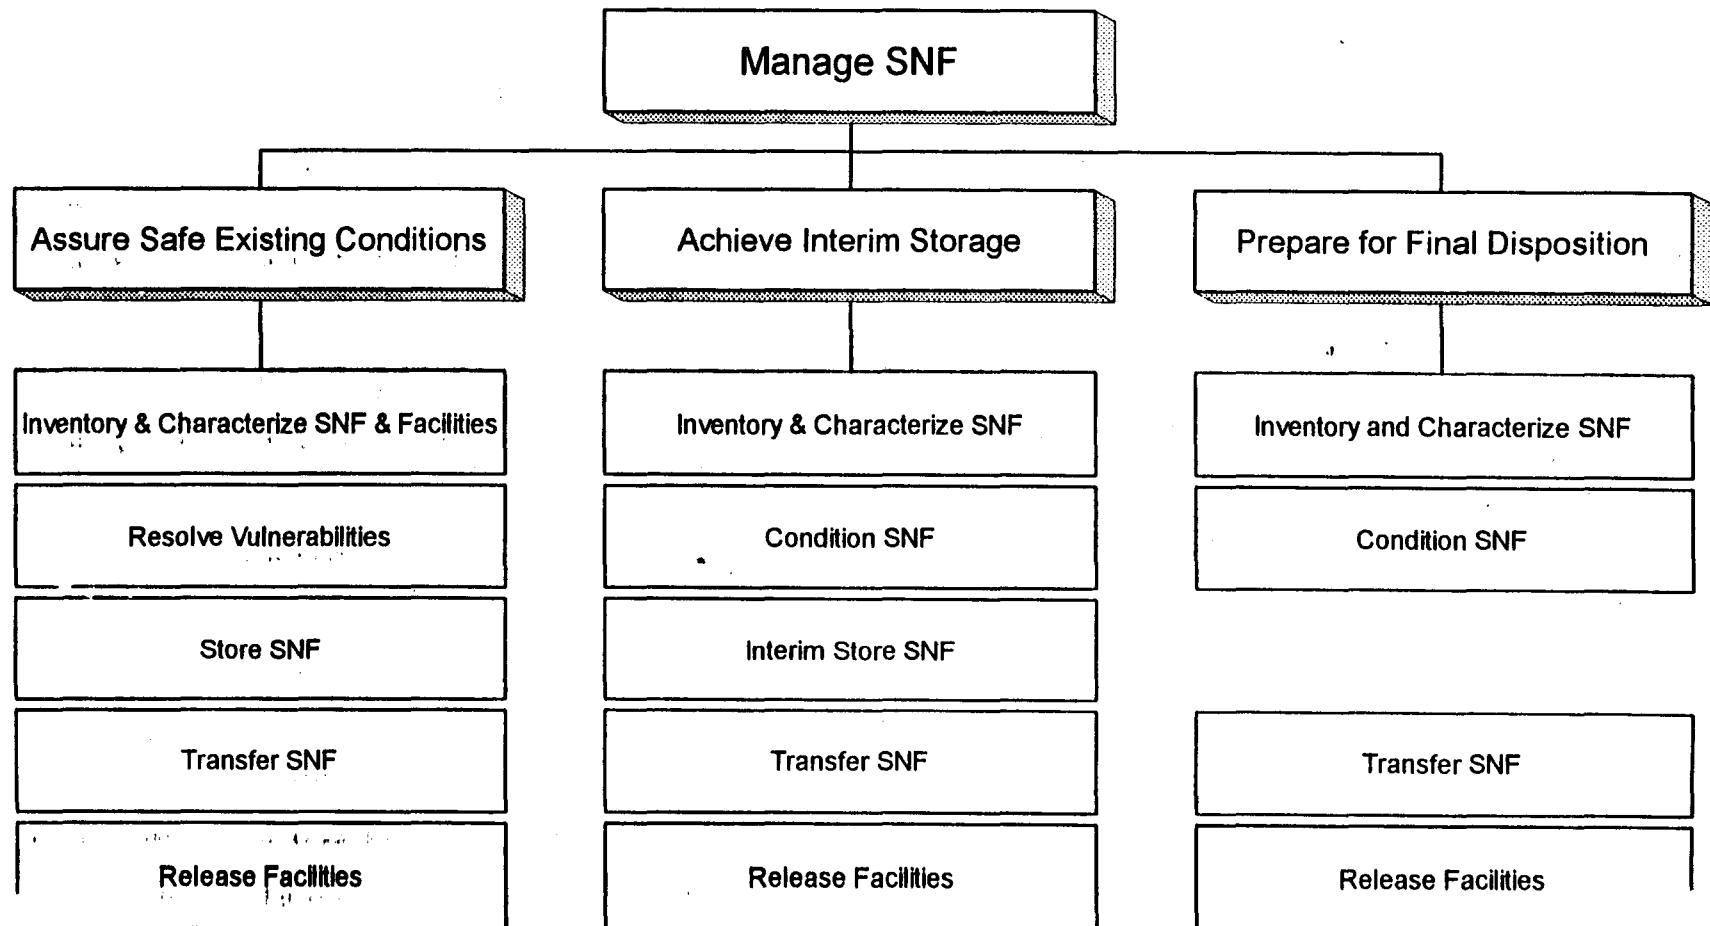 Manage SNF
Assure Safe Existing Conditions
Achieve Interim Storage
Prepare for Final Disposition
Inventory & Characterize SNF & Facilities
Inventory & Characterize SNF
Inventory and Characterize SNF
Resolve Vulnerabilities
Condition SNF
Condition SNF
Store SNF
Interim Store SNF
Transfer SNF
Transfer SNF
Transfer SNF
Release Facilities
Release Facilities
Release Facilities